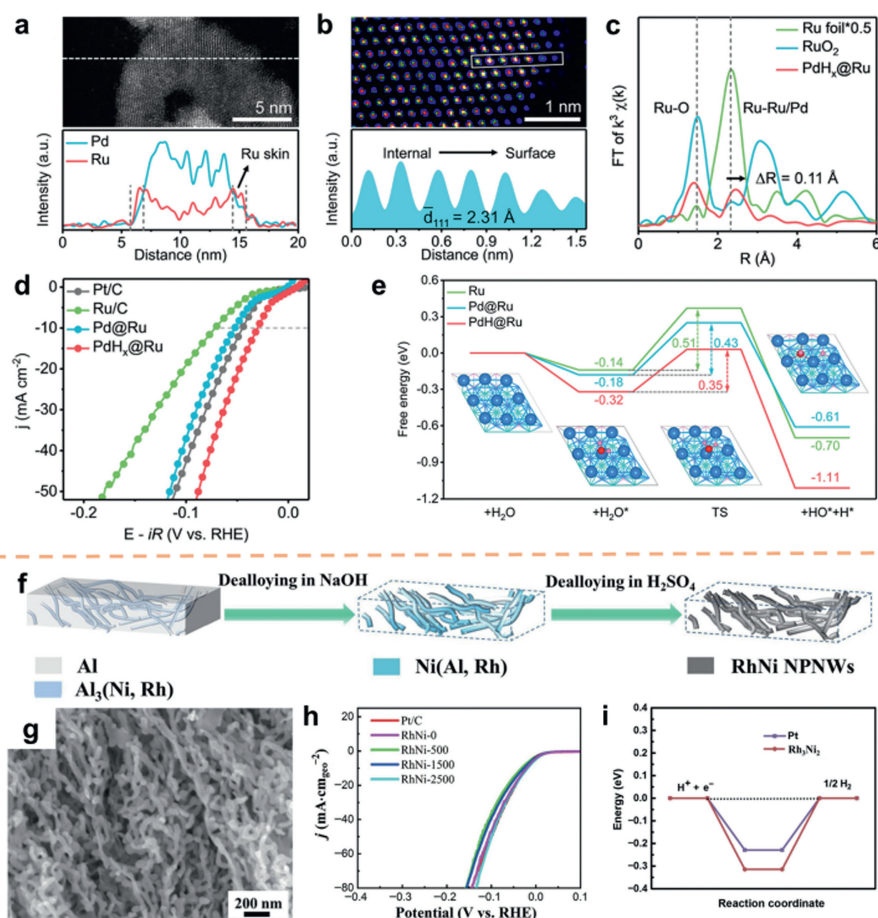 a
5 nm
Pd
Ru
Ru skin
Intensity (a.u.)
0 5 10 15 20
Distance (nm)
b
1 nm
Internal
Surface
d̅₁₁₁ = 2.31 Å
Intensity (a.u.)
0.0 0.3 0.6 0.9 1.2 1.5
Distance (nm)
c
Ru foil*0.5
RuO₂
PdHₓ@Ru
Ru-O
Ru-Ru/Pd
ΔR = 0.11 Å
FT of k³ χ(k)
0 2 4 6
R (Å)
d
Pt/C
Ru/C
Pd@Ru
PdHₓ@Ru
j (mA cm⁻²)
0
-10
-20
-30
-40
-50
-0.2 -0.1 0.0
E - iR (V vs. RHE)
e
Ru
Pd@Ru
PdH@Ru
Free energy (eV)
0.6
0.3
0.0
-0.3
-0.6
-0.9
-1.2
-0.14
-0.18
-0.32
0.51
0.43
0.35
-0.61
-0.70
-1.11
+H₂O +H₂O* TS +HO*+H*
f
Dealloying in NaOH
Dealloying in H₂SO₄
Al
Al₃(Ni, Rh)
Ni(Al, Rh)
RhNi NPNWs
g
200 nm
h
Pt/C
RhNi-0
RhNi-500
RhNi-1500
RhNi-2500
j (mA·cm_geo⁻²)
20
0
-20
-40
-60
-80
-0.4 -0.3 -0.2 -0.1 0.0 0.1
Potential (V vs. RHE)
i
Pt
Rh₃Ni₂
H⁺ + e⁻
1/2 H₂
Energy (eV)
0.4
0.3
0.2
0.1
0.0
-0.1
-0.2
-0.3
-0.4
Reaction coordinate